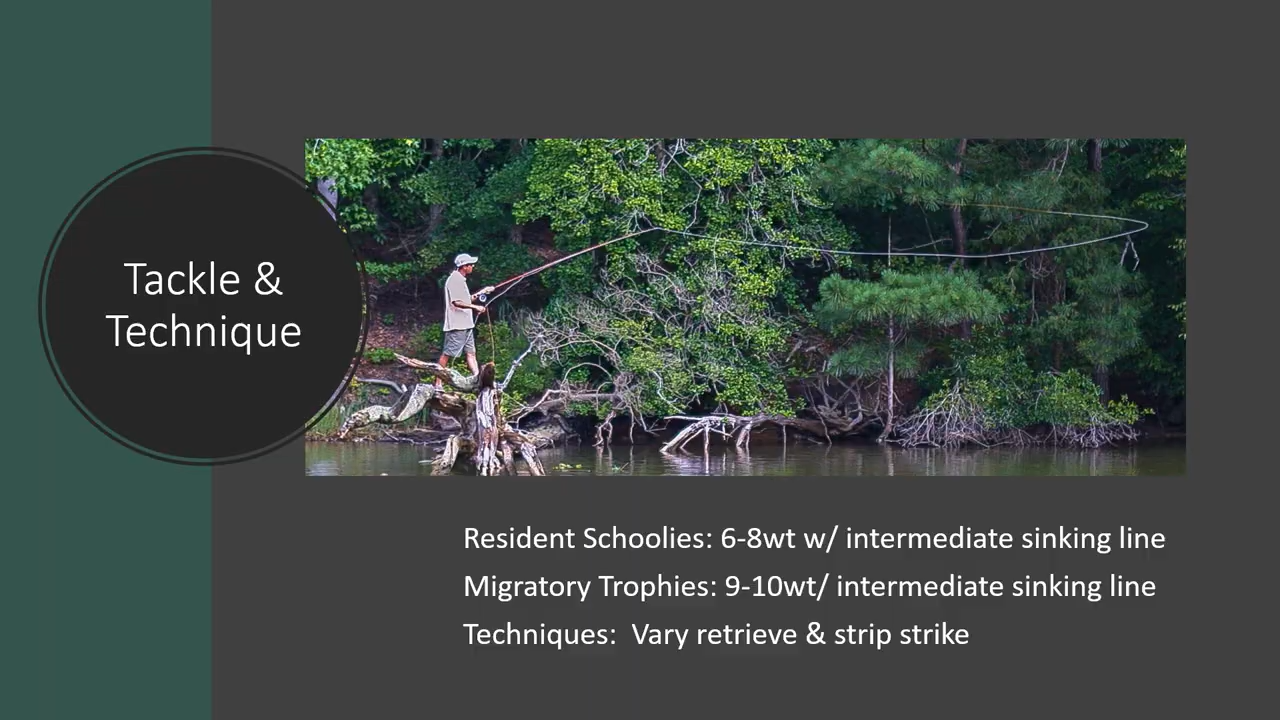 Tackle &
Technique
Resident Schoolies: 6-8wt w/ intermediate sinking line
Migratory Trophies: 9-10wt/ intermediate sinking line
Techniques:  Vary retrieve & strip strike